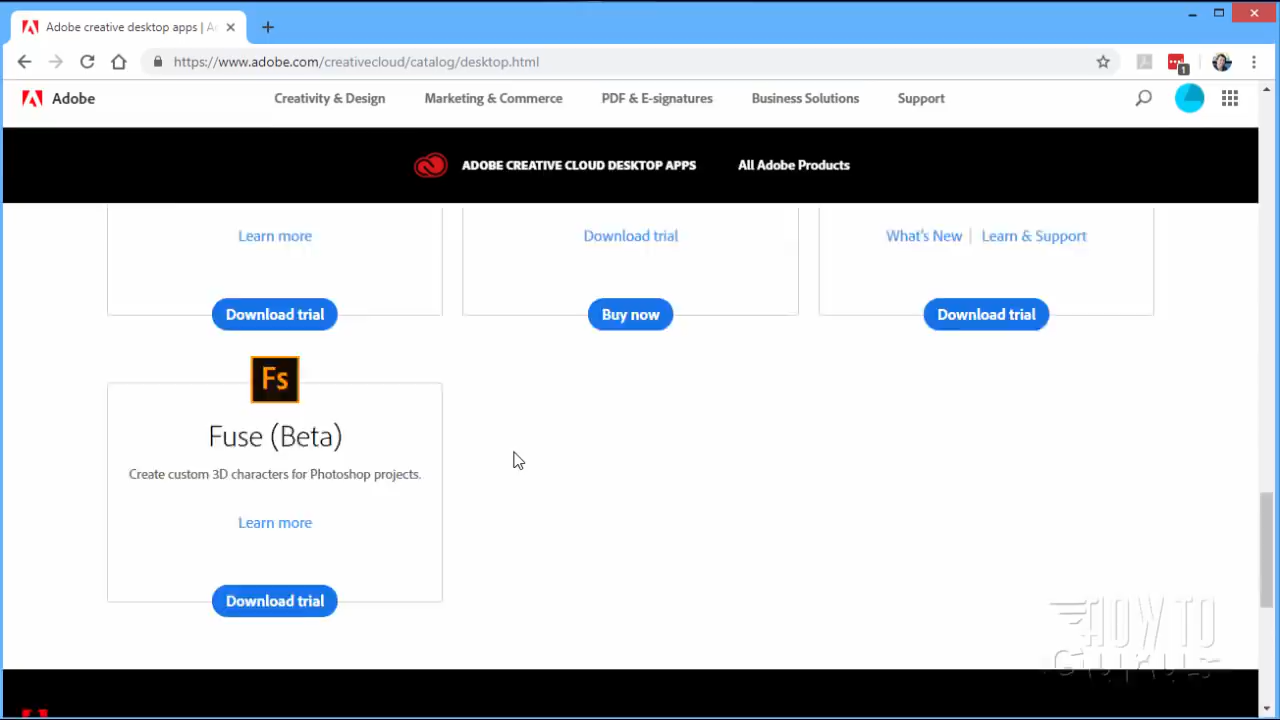 Adobe creative desktop apps | A
https://www.adobe.com/creativecloud/catalog/desktop.html
1
Adobe
Creativity & Design
Marketing & Commerce
PDF & E-signatures
Business Solutions
Support
ADOBE CREATIVE CLOUD DESKTOP APPS
All Adobe Products
Learn more
Download trial
What's New | Learn & Support
Download trial
Buy now
Download trial
Fs
Fuse (Beta)
Create custom 3D characters for Photoshop projects.
Learn more
Download trial
HOW TO
GURUS